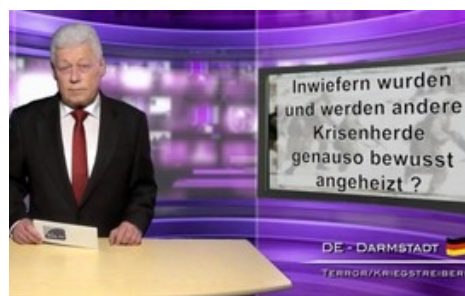 Inwiefern wurden
und werden andere
Krisenherde
genauso bewusst
angeheizt ?
DE - DARMSTADT
TERROR/KRIEGSTREIBER